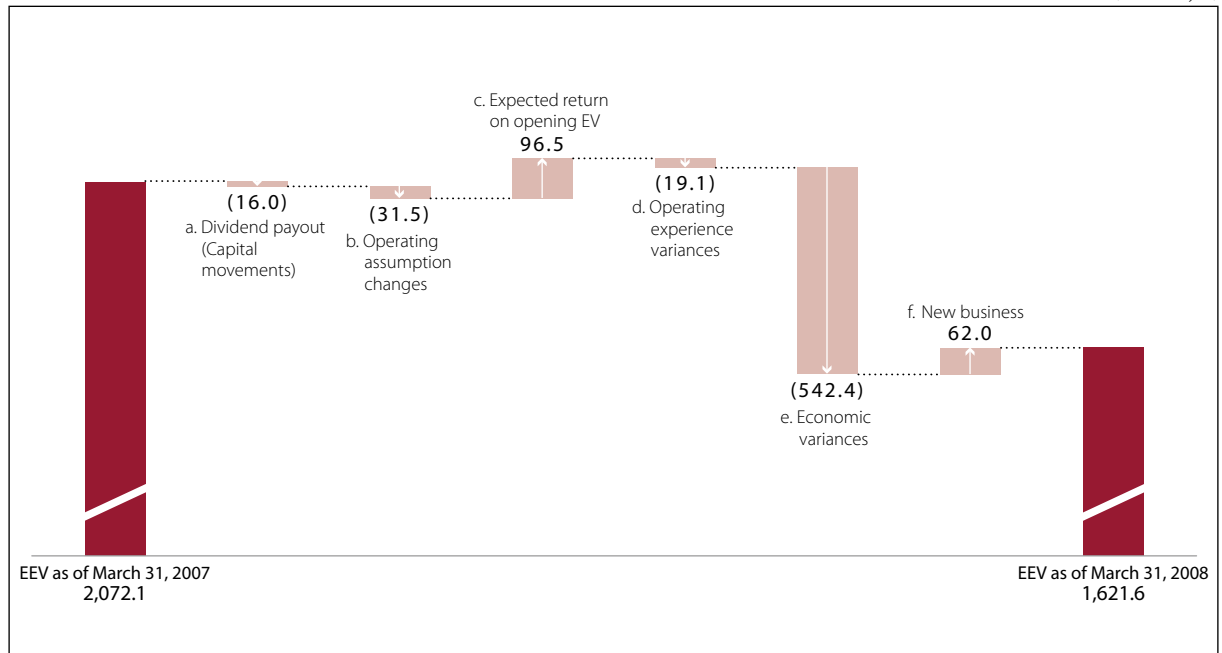 c. Expected return
on opening EV
96.5
(16.0)
a. Dividend payout
(Capital
movements)
(31.5)
b. Operating
assumption
changes
(19.1)
d. Operating
experience
variances
f. New business
62.0
(542.4)
e. Economic
variances
EEV as of March 31, 2007
2,072.1
EEV as of March 31, 2008
1,621.6